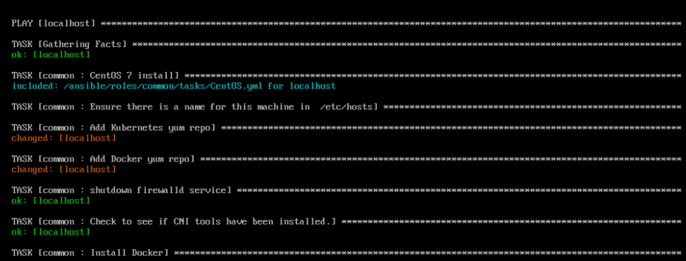 PLAY [localhost] ****************************************************************************************************************
TASK [Gathering Facts] **********************************************************************************************************
ok: [localhost]
TASK [common : CentOS 7 install] ************************************************************************************************
included: /ansible/roles/common/tasks/CentOS.yml for localhost
TASK [common : Ensure there is a name for this machine in  /etc/hosts] **********************************************************
TASK [common : Add Kubernetes yum repo] *****************************************************************************************
changed: [localhost]
TASK [common : Add Docker yum repo] *********************************************************************************************
changed: [localhost]
TASK [common : shutdown firewalld service] **************************************************************************************
ok: [localhost]
TASK [common : Check to see if CNI tools have been installed.] ******************************************************************
ok: [localhost]
TASK [common : Install Docker] **************************************************************************************************